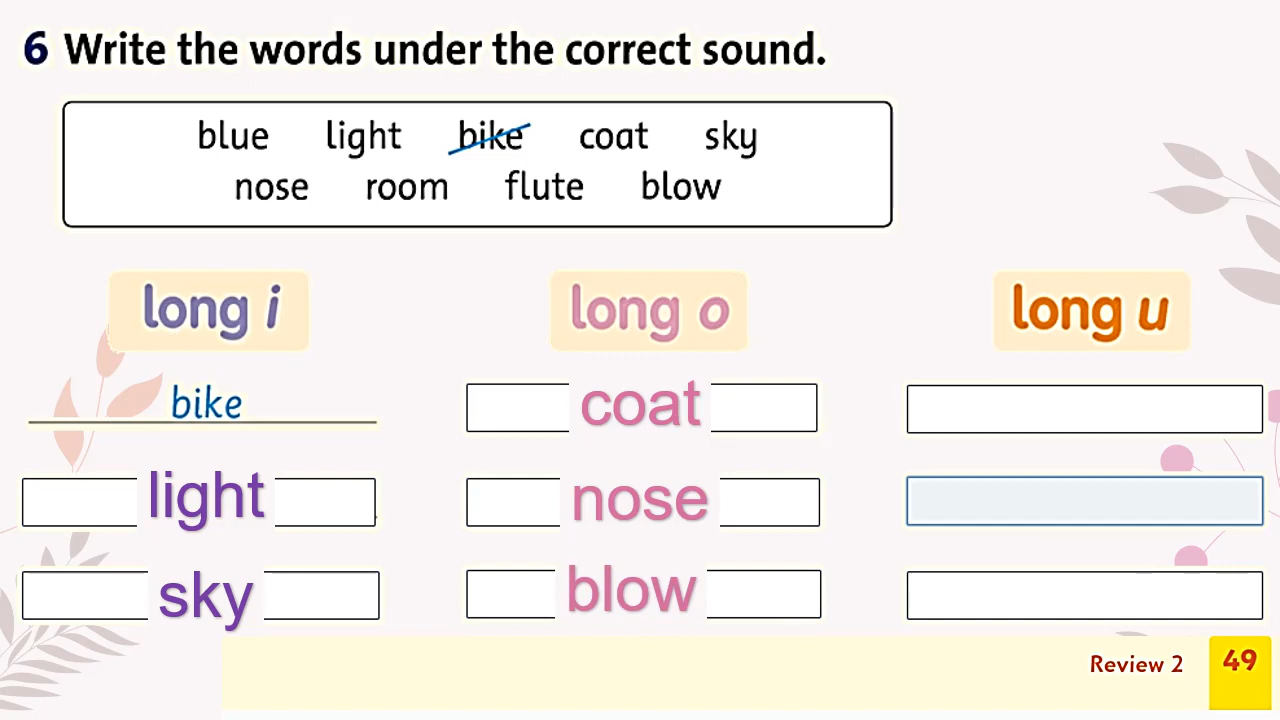 6 Write the words under the correct sound.
blue light bike coat sky
nose room flute blow
long i long o long u
bike coat
light nose
sky blow
Review 2 49